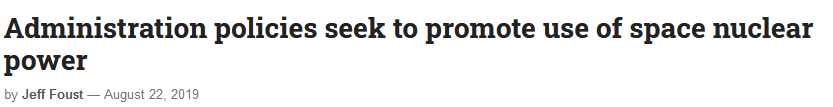 Administration policies seek to promote use of space nuclear
power
by Jeff Foust — August 22, 2019